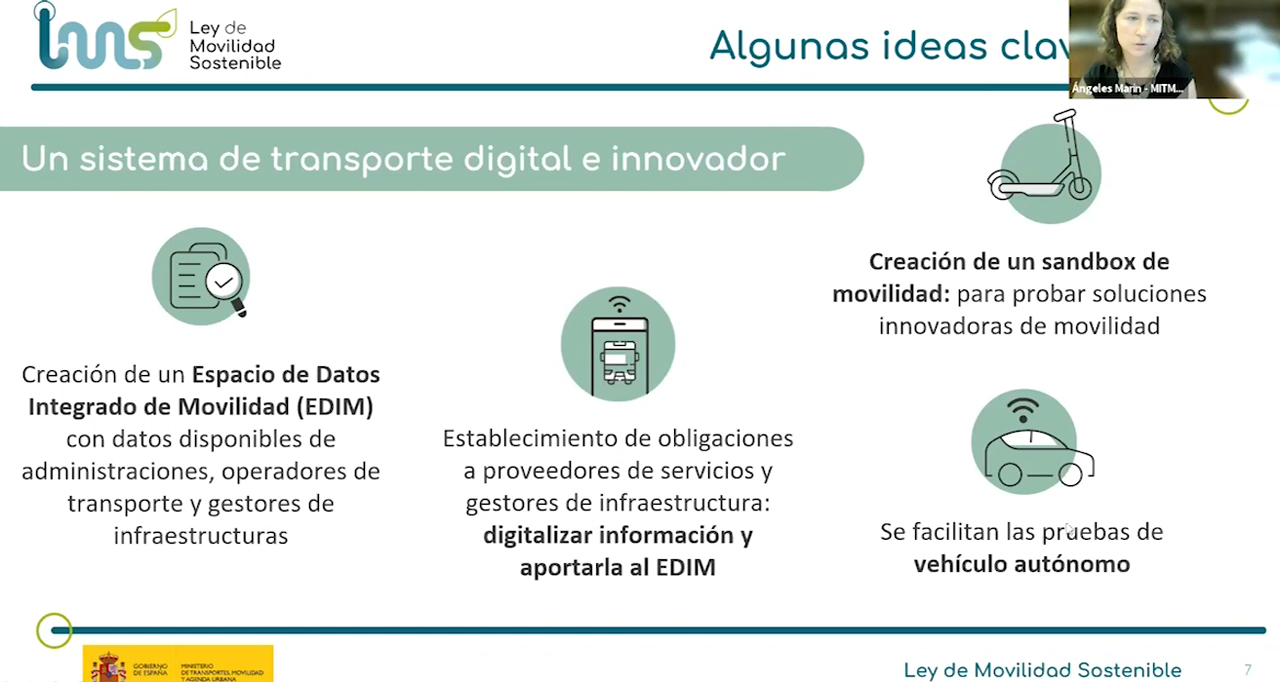 lms
Ley de
Movilidad
Sostenible
Algunas ideas
Ángeles Marín - MITM...
Un sistema de transporte digital e innovador
Creación de un Espacio de Datos
Integrado de Movilidad (EDIM)
con datos disponibles de
administraciones, operadores de
transporte y gestores de
infraestructuras
Establecimiento de obligaciones
a proveedores de servicios y
gestores de infraestructura:
digitalizar información y
aportarla al EDIM
Creación de un sandbox de
movilidad: para probar soluciones
innovadoras de movilidad
Se facilitan las pruebas de
vehículo autónomo
GOBIERNO
DE ESPAÑA
MINISTERIO
DE TRANSPORTES, MOVILIDAD
Y AGENDA URBANA
Ley de Movilidad Sostenible
7